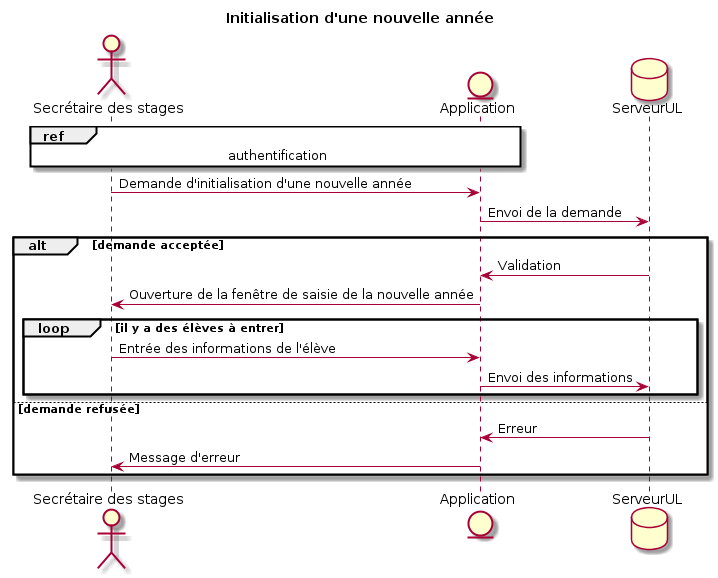 Initialisation d'une nouvelle année
Secrétaire des stages
Application
ServeurUL
ref
authentification
Demande d'initialisation d'une nouvelle année
Envoi de la demande
alt
[demande acceptée]
Validation
Ouverture de la fenêtre de saisie de la nouvelle année
loop
[il y a des élèves à entrer]
Entrée des informations de l'élève
Envoi des informations
[demande refusée]
Erreur
Message d'erreur
Secrétaire des stages
Application
ServeurUL